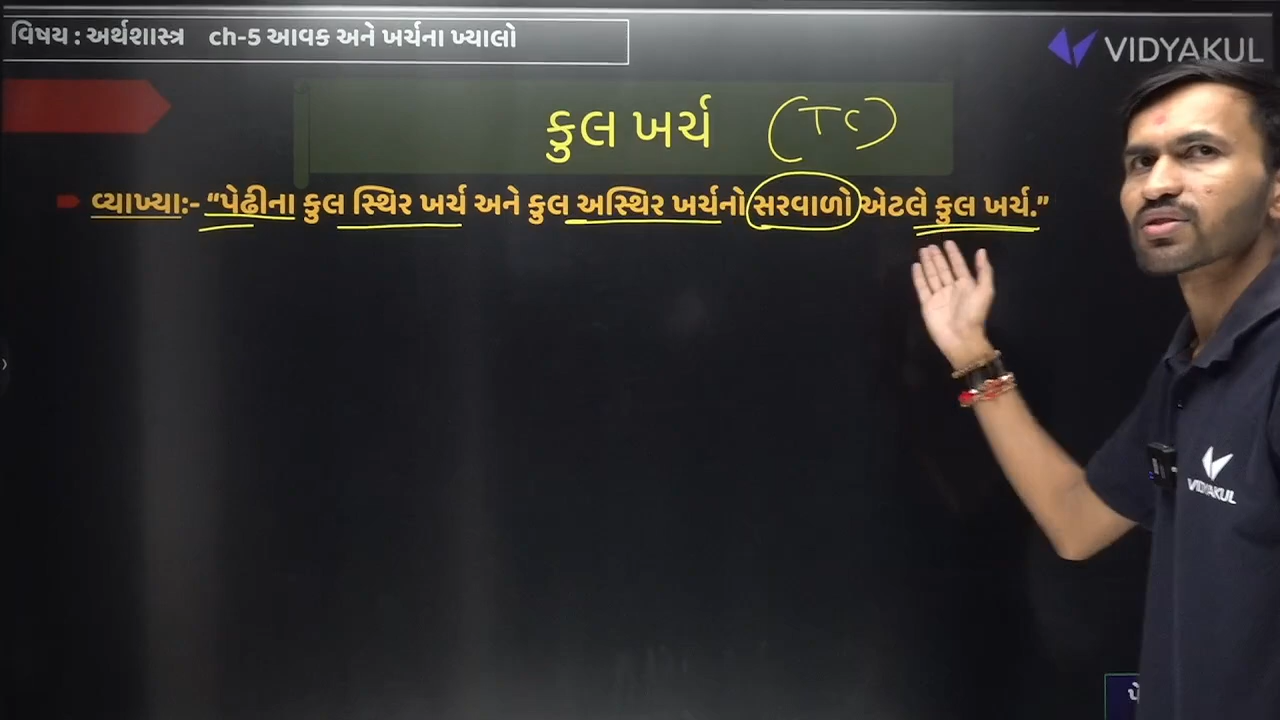 વિષય : અર્થશાસ્ત્ર ch-5 આવક અને ખર્ચના ખ્યાલો
VIDYAKUL
કુલ ખર્ચ (TC)
વ્યાખ્યા:- “પેઢીના કુલ સ્થિર ખર્ચ અને કુલ અસ્થિર ખર્ચનો સરવાળો એટલે કુલ ખર્ચ.”
VIDYAKUL